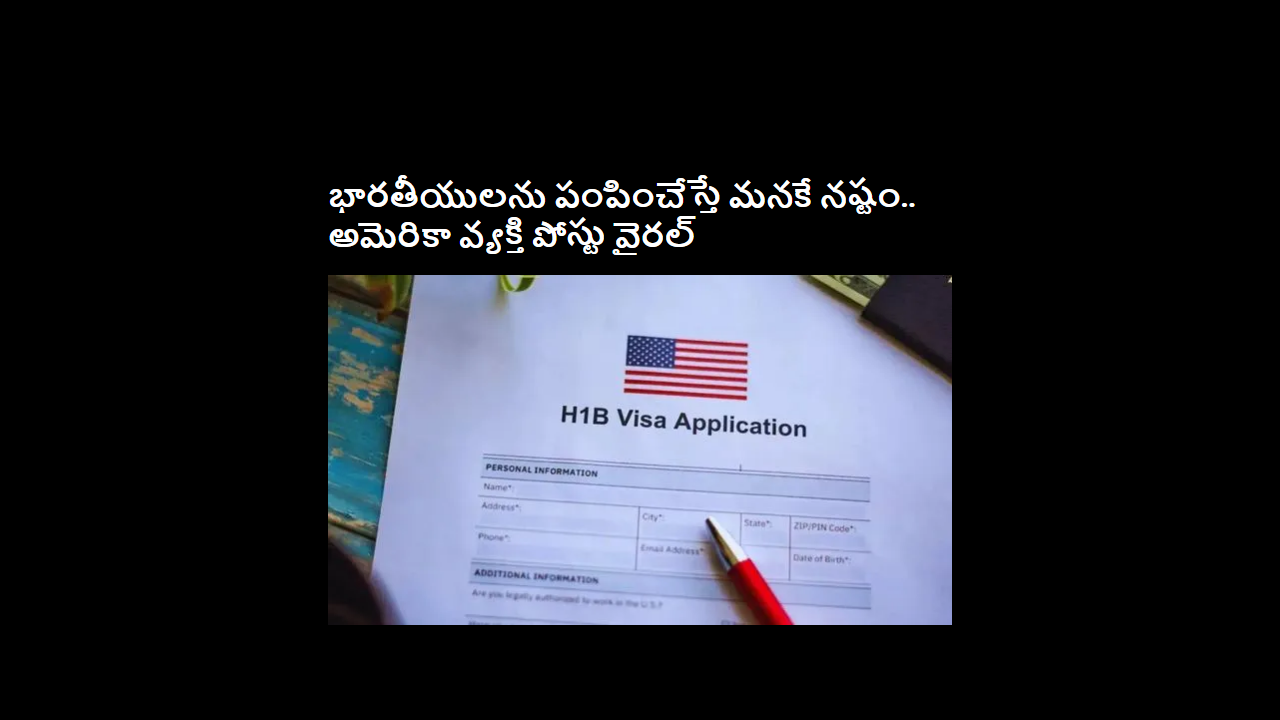 భారతీయులను పంపించేస్తే మనకే నష్టం..
అమెరికా వ్యక్తి పోస్టు వైరల్
H1B Visa Application
PERSONAL INFORMATION
Name*:
Address*:
City*:
State*:
ZIP/PIN Code*:
Phone*:
Email Address*:
Date of Birth*:
ADDITIONAL INFORMATION
Are you legally authorized to work in the U.S.?